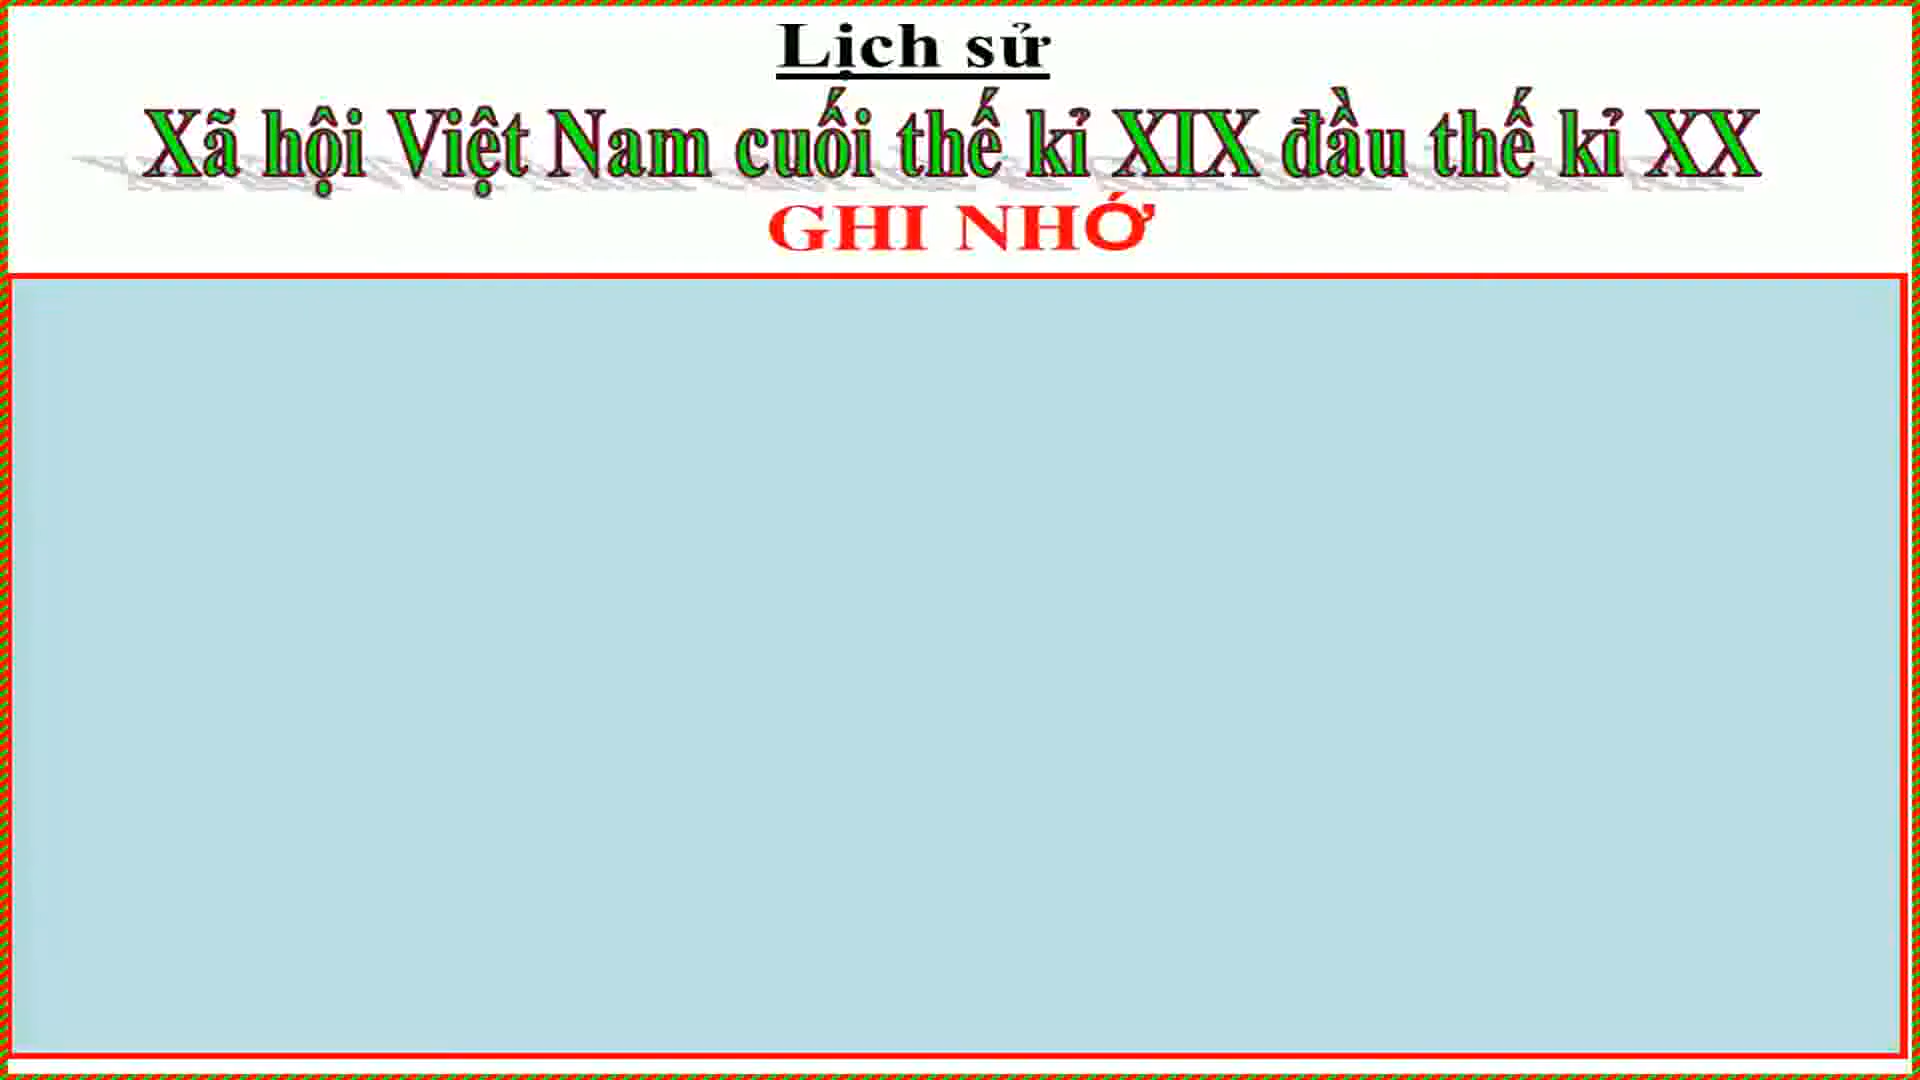 Lịch sử
Xã hội Việt Nam cuối thế kỉ XIX đầu thế kỉ XX
GHI NHỚ